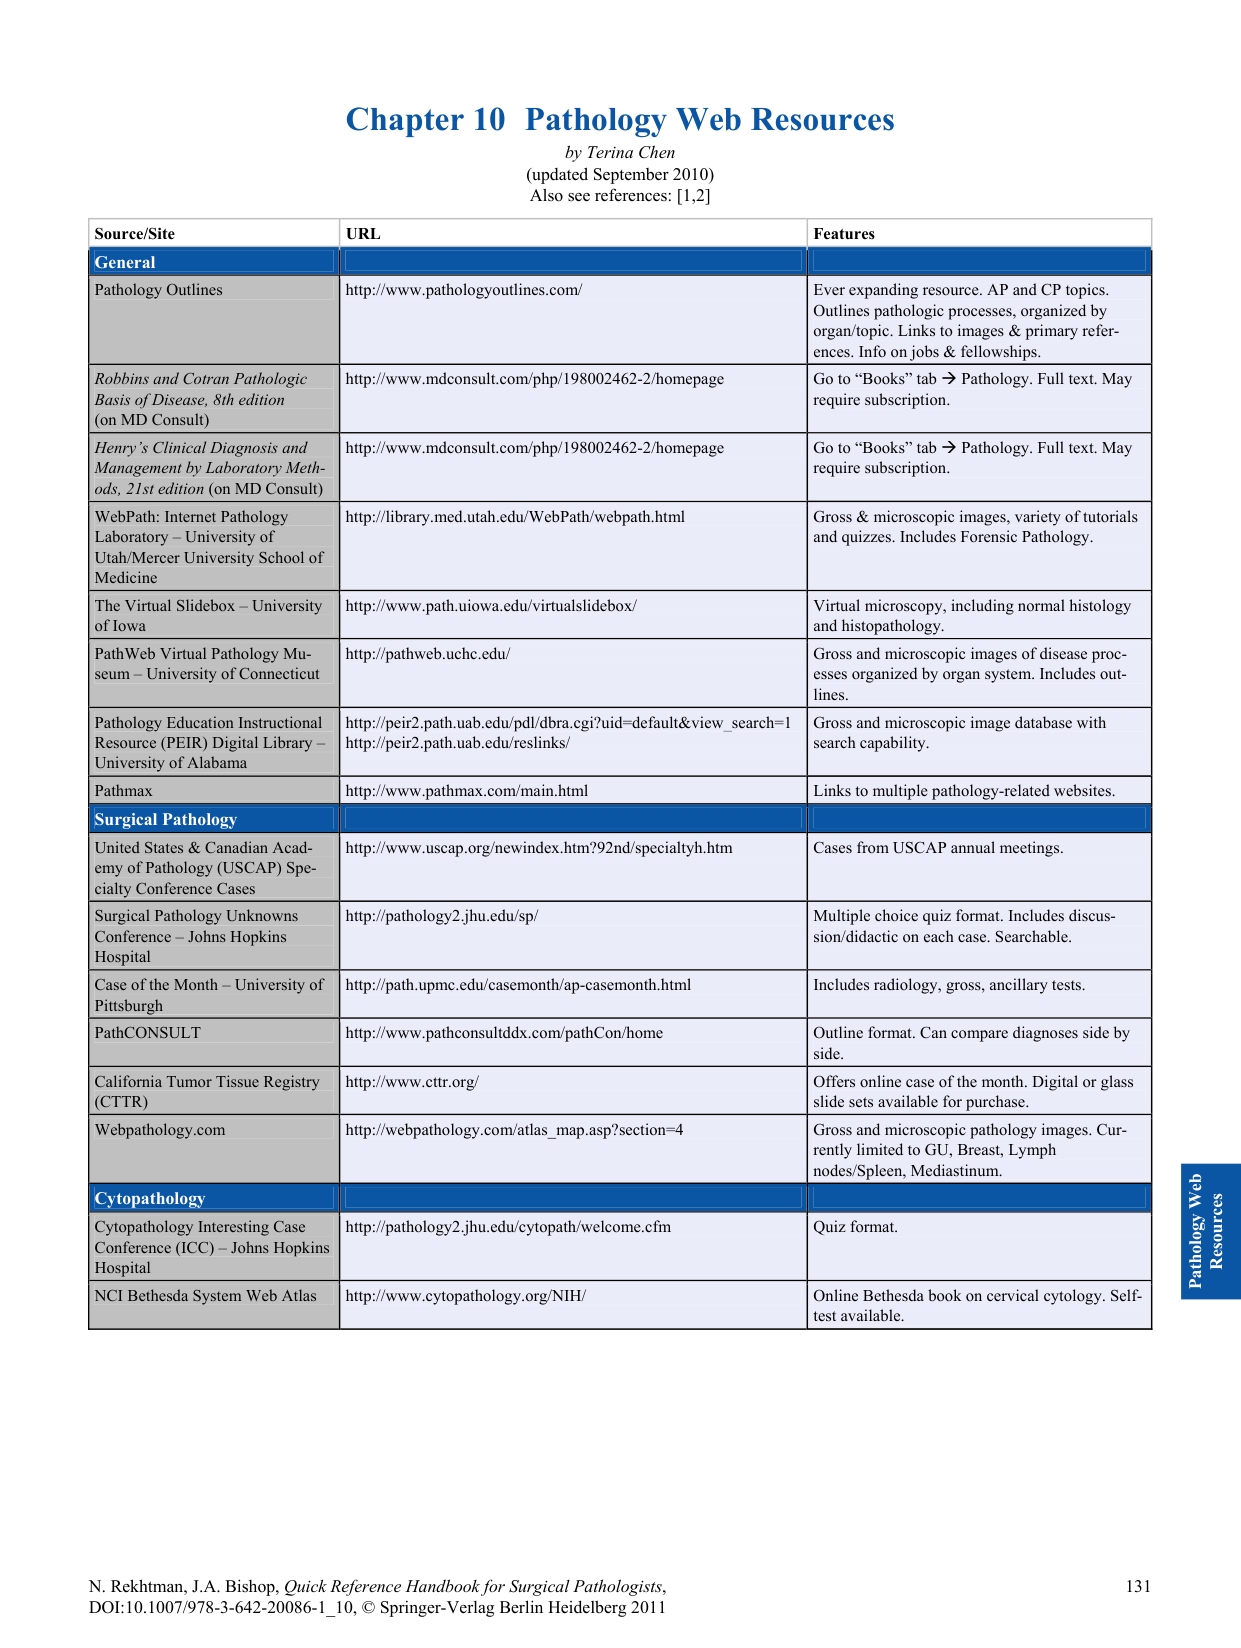 Chapter 10  Pathology Web Resources
by Terina Chen
(updated September 2010)
Also see references: [1,2]
Source/Site URL Features
General
Pathology Outlines http://www.pathologyoutlines.com/ Ever expanding resource. AP and CP topics.
Outlines pathologic processes, organized by
organ/topic. Links to images & primary refer-
ences. Info on jobs & fellowships.
Robbins and Cotran Pathologic http://www.mdconsult.com/php/198002462-2/homepage Go to “Books” tab → Pathology. Full text. May
Basis of Disease, 8th edition require subscription.
(on MD Consult)
Henry’s Clinical Diagnosis and http://www.mdconsult.com/php/198002462-2/homepage Go to “Books” tab → Pathology. Full text. May
Management by Laboratory Meth- require subscription.
ods, 21st edition (on MD Consult)
WebPath: Internet Pathology http://library.med.utah.edu/WebPath/webpath.html Gross & microscopic images, variety of tutorials
Laboratory – University of and quizzes. Includes Forensic Pathology.
Utah/Mercer University School of
Medicine
The Virtual Slidebox – University http://www.path.uiowa.edu/virtualslidebox/ Virtual microscopy, including normal histology
of Iowa and histopathology.
PathWeb Virtual Pathology Mu- http://pathweb.uchc.edu/ Gross and microscopic images of disease proc-
seum – University of Connecticut esses organized by organ system. Includes out-
lines.
Pathology Education Instructional http://peir2.path.uab.edu/pdl/dbra.cgi?uid=default&view_search=1 Gross and microscopic image database with
Resource (PEIR) Digital Library – http://peir2.path.uab.edu/reslinks/ search capability.
University of Alabama
Pathmax http://www.pathmax.com/main.html Links to multiple pathology-related websites.
Surgical Pathology
United States & Canadian Acad- http://www.uscap.org/newindex.htm?92nd/specialtyh.htm Cases from USCAP annual meetings.
emy of Pathology (USCAP) Spe-
cialty Conference Cases
Surgical Pathology Unknowns http://pathology2.jhu.edu/sp/ Multiple choice quiz format. Includes discus-
Conference – Johns Hopkins sion/didactic on each case. Searchable.
Hospital
Case of the Month – University of http://path.upmc.edu/casemonth/ap-casemonth.html Includes radiology, gross, ancillary tests.
Pittsburgh
PathCONSULT http://www.pathconsultddx.com/pathCon/home Outline format. Can compare diagnoses side by
side.
California Tumor Tissue Registry http://www.cttr.org/ Offers online case of the month. Digital or glass
(CTTR) slide sets available for purchase.
Webpathology.com http://webpathology.com/atlas_map.asp?section=4 Gross and microscopic pathology images. Cur-
rently limited to GU, Breast, Lymph
nodes/Spleen, Mediastinum.
Cytopathology
Cytopathology Interesting Case http://pathology2.jhu.edu/cytopath/welcome.cfm Quiz format.
Conference (ICC) – Johns Hopkins
Hospital
NCI Bethesda System Web Atlas http://www.cytopathology.org/NIH/ Online Bethesda book on cervical cytology. Self-
test available.
Pathology Web
Resources
N. Rekhtman, J.A. Bishop, Quick Reference Handbook for Surgical Pathologists, 131
DOI:10.1007/978-3-642-20086-1_10, © Springer-Verlag Berlin Heidelberg 2011